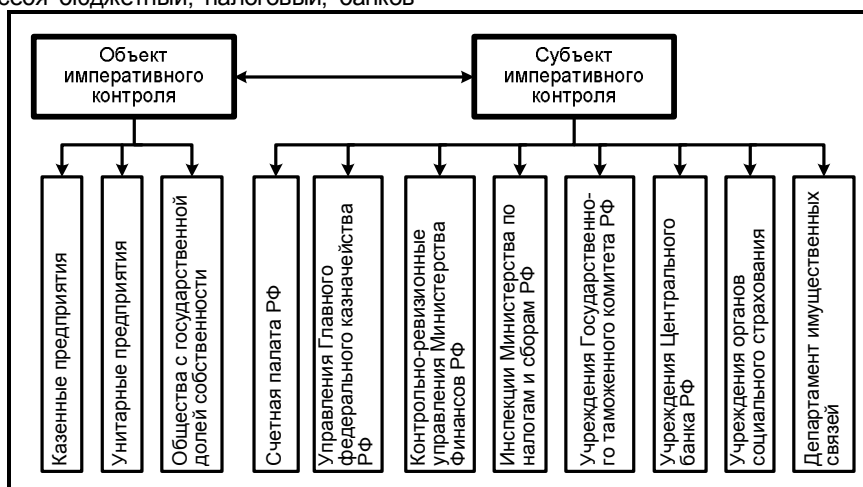 бюджетный, налоговый, банков
Объект
императивного
контроля
Субъект
императивного
контроля
Казенные предприятия
Унитарные предприятия
Общества с государственной
долей собственности
Счетная палата РФ
Управления Главного
федерального казначейства
РФ
Контрольно-ревизионные
управления Министерства
Финансов РФ
Инспекции Министерства по
налогам и сборам РФ
Учреждения Государственно-
го таможенного комитета РФ
Учреждения Центрального
банка РФ
Учреждения органов
социального страхования
Департамент имущественных
связей